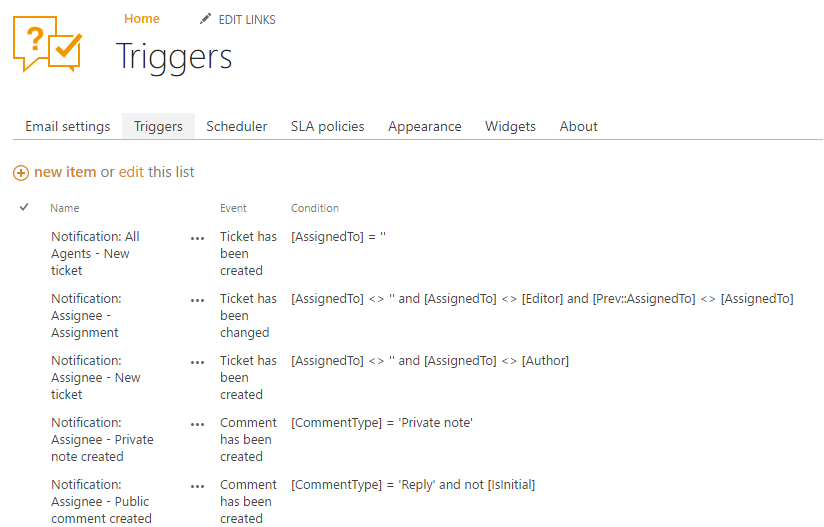 ?
Home
EDIT LINKS
Triggers
Email settings Triggers Scheduler SLA policies Appearance Widgets About
new item or edit this list
Name Event Condition
Notification: All ... Ticket has [AssignedTo] = ''
Agents - New been
ticket created
Notification: ... Ticket has [AssignedTo] <> '' and [AssignedTo] <> [Editor] and [Prev::AssignedTo] <> [AssignedTo]
Assignee - been
Assignment changed
Notification: ... Ticket has [AssignedTo] <> '' and [AssignedTo] <> [Author]
Assignee - New been
ticket created
Notification: ... Comment [CommentType] = 'Private note'
Assignee - Private has been
note created created
Notification: ... Comment [CommentType] = 'Reply' and not [IsInitial]
Assignee - Public has been
comment created created